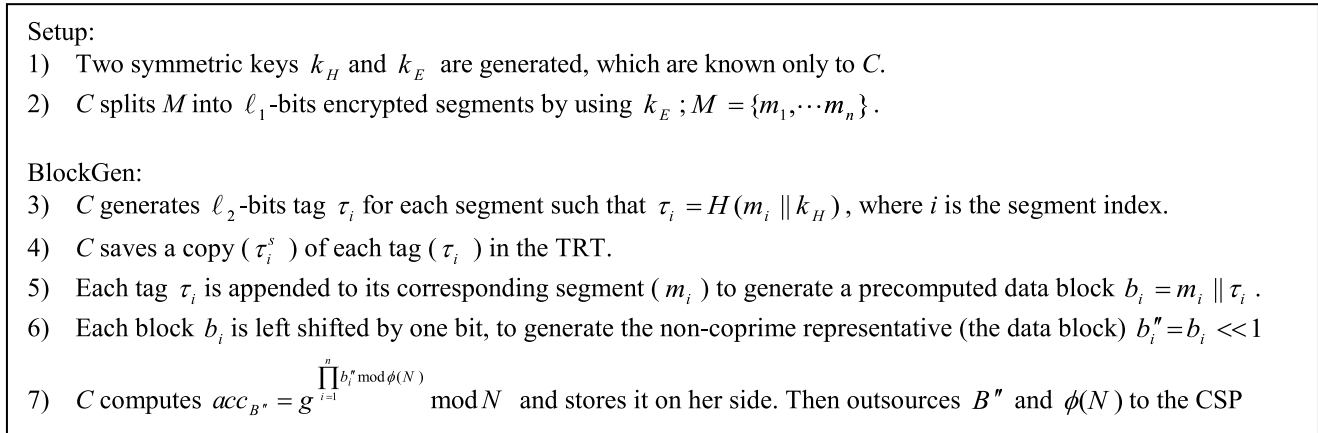 Setup:
1) Two symmetric keys k_H and k_E are generated, which are known only to C.
2) C splits M into ℓ₁-bits encrypted segments by using k_E ; M = {m₁,⋯m_n}.
BlockGen:
3) C generates ℓ₂-bits tag τ_i for each segment such that τ_i = H(m_i || k_H), where i is the segment index.
4) C saves a copy (τ_i^s) of each tag (τ_i) in the TRT.
5) Each tag τ_i is appended to its corresponding segment (m_i) to generate a precomputed data block b_i = m_i || τ_i.
6) Each block b_i is left shifted by one bit, to generate the non-coprime representative (the data block) b_i″ = b_i << 1
7) C computes acc_{B″} = g^{∏_{i=1}^{n} b_i″ mod ϕ(N)} mod N and stores it on her side. Then outsources B″ and ϕ(N) to the CSP